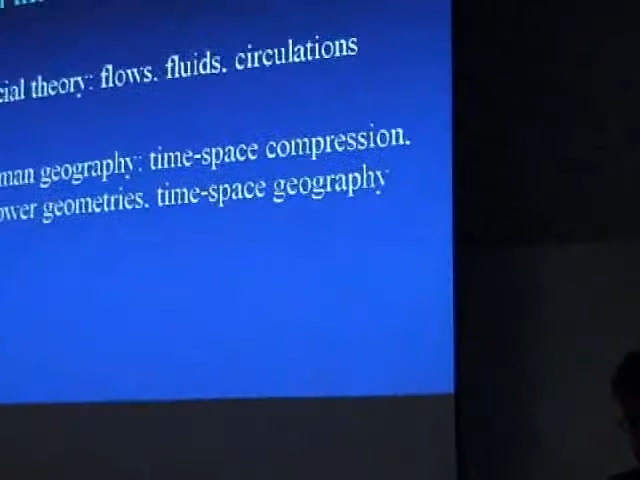 cial theory: flows, fluids, circulations
man geography: time-space compression,
ower geometries, time-space geography